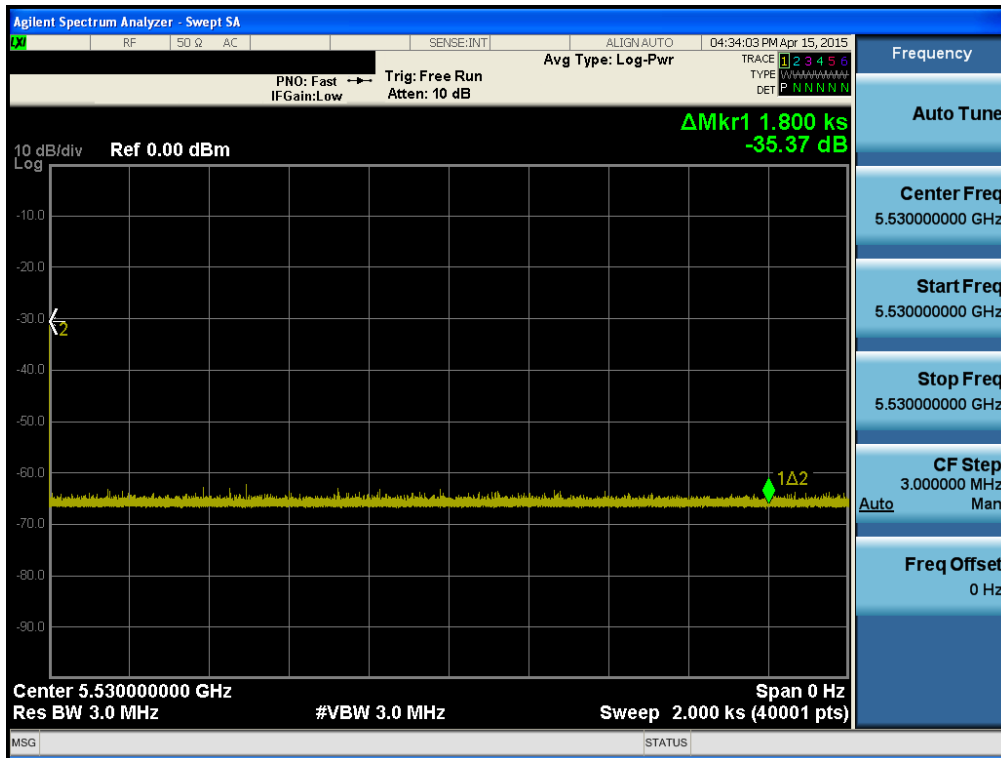 Agilent Spectrum Analyzer - Swept SA
LXI RF 50 Ω AC SENSE:INT ALIGN AUTO 04:34:03 PM Apr 15, 2015
Frequency
Avg Type: Log-Pwr
TRACE 1 2 3 4 5 6
PNO: Fast
Trig: Free Run
TYPE
IFGain:Low
Atten: 10 dB
DET P N N N N N
Auto Tune
ΔMkr1 1.800 ks
-35.37 dB
10 dB/div Ref 0.00 dBm
Log
Center Freq
5.530000000 GHz
-10.0
-20.0
Start Freq
5.530000000 GHz
-30.0
2
-40.0
Stop Freq
5.530000000 GHz
-50.0
-60.0
1Δ2
CF Step
3.000000 MHz
Auto Man
-70.0
Freq Offset
0 Hz
-80.0
-90.0
Center 5.530000000 GHz Span 0 Hz
Res BW 3.0 MHz #VBW 3.0 MHz Sweep 2.000 ks (40001 pts)
MSG STATUS